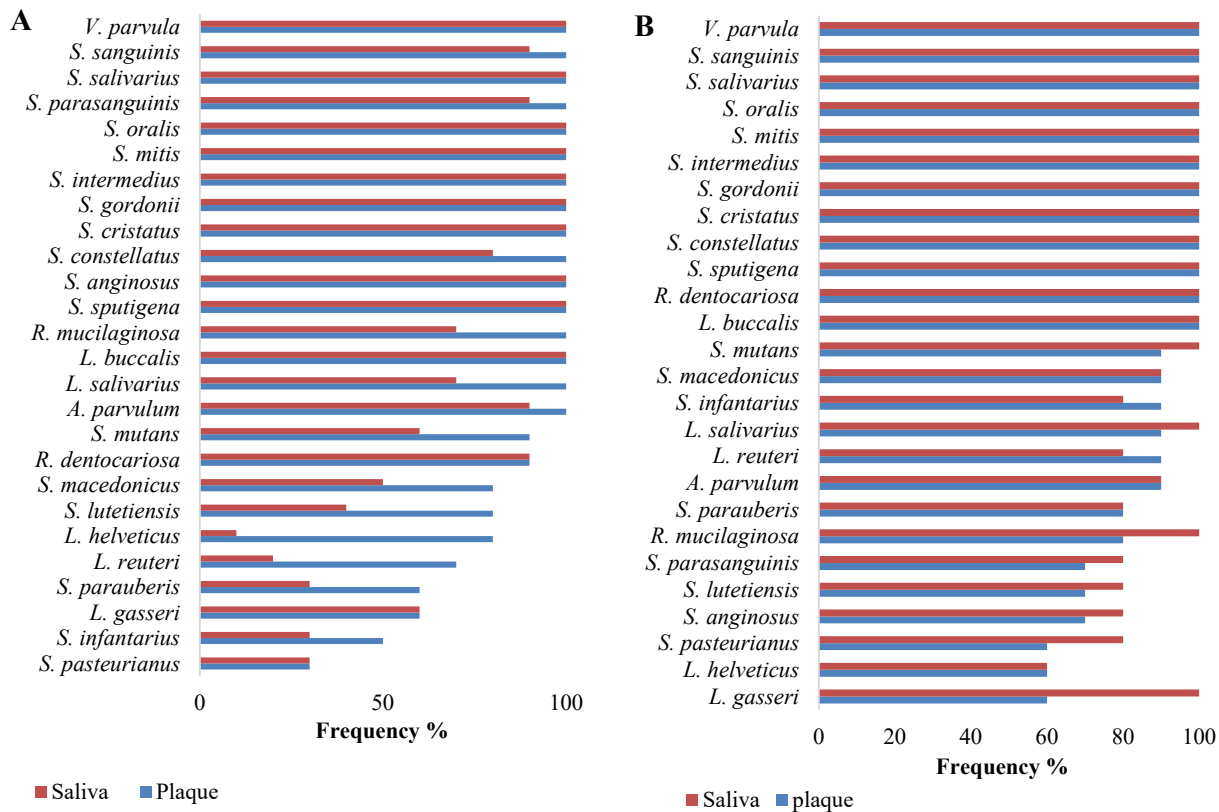 A
V. parvula
S. sanguinis
S. salivarius
S. parasanguinis
S. oralis
S. mitis
S. intermedius
S. gordonii
S. cristatus
S. constellatus
S. anginosus
S. sputigena
R. mucilaginosa
L. buccalis
L. salivarius
A. parvulum
S. mutans
R. dentocariosa
S. macedonicus
S. lutetiensis
L. helveticus
L. reuteri
S. parauberis
L. gasseri
S. infantarius
S. pasteurianus
0 50 100
Frequency %
Saliva Plaque
B
V. parvula
S. sanguinis
S. salivarius
S. oralis
S. mitis
S. intermedius
S. gordonii
S. cristatus
S. constellatus
S. sputigena
R. dentocariosa
L. buccalis
S. mutans
S. macedonicus
S. infantarius
L. salivarius
L. reuteri
A. parvulum
S. parauberis
R. mucilaginosa
S. parasanguinis
S. lutetiensis
S. anginosus
S. pasteurianus
L. helveticus
L. gasseri
0 20 40 60 80 100
Frequency %
Saliva plaque